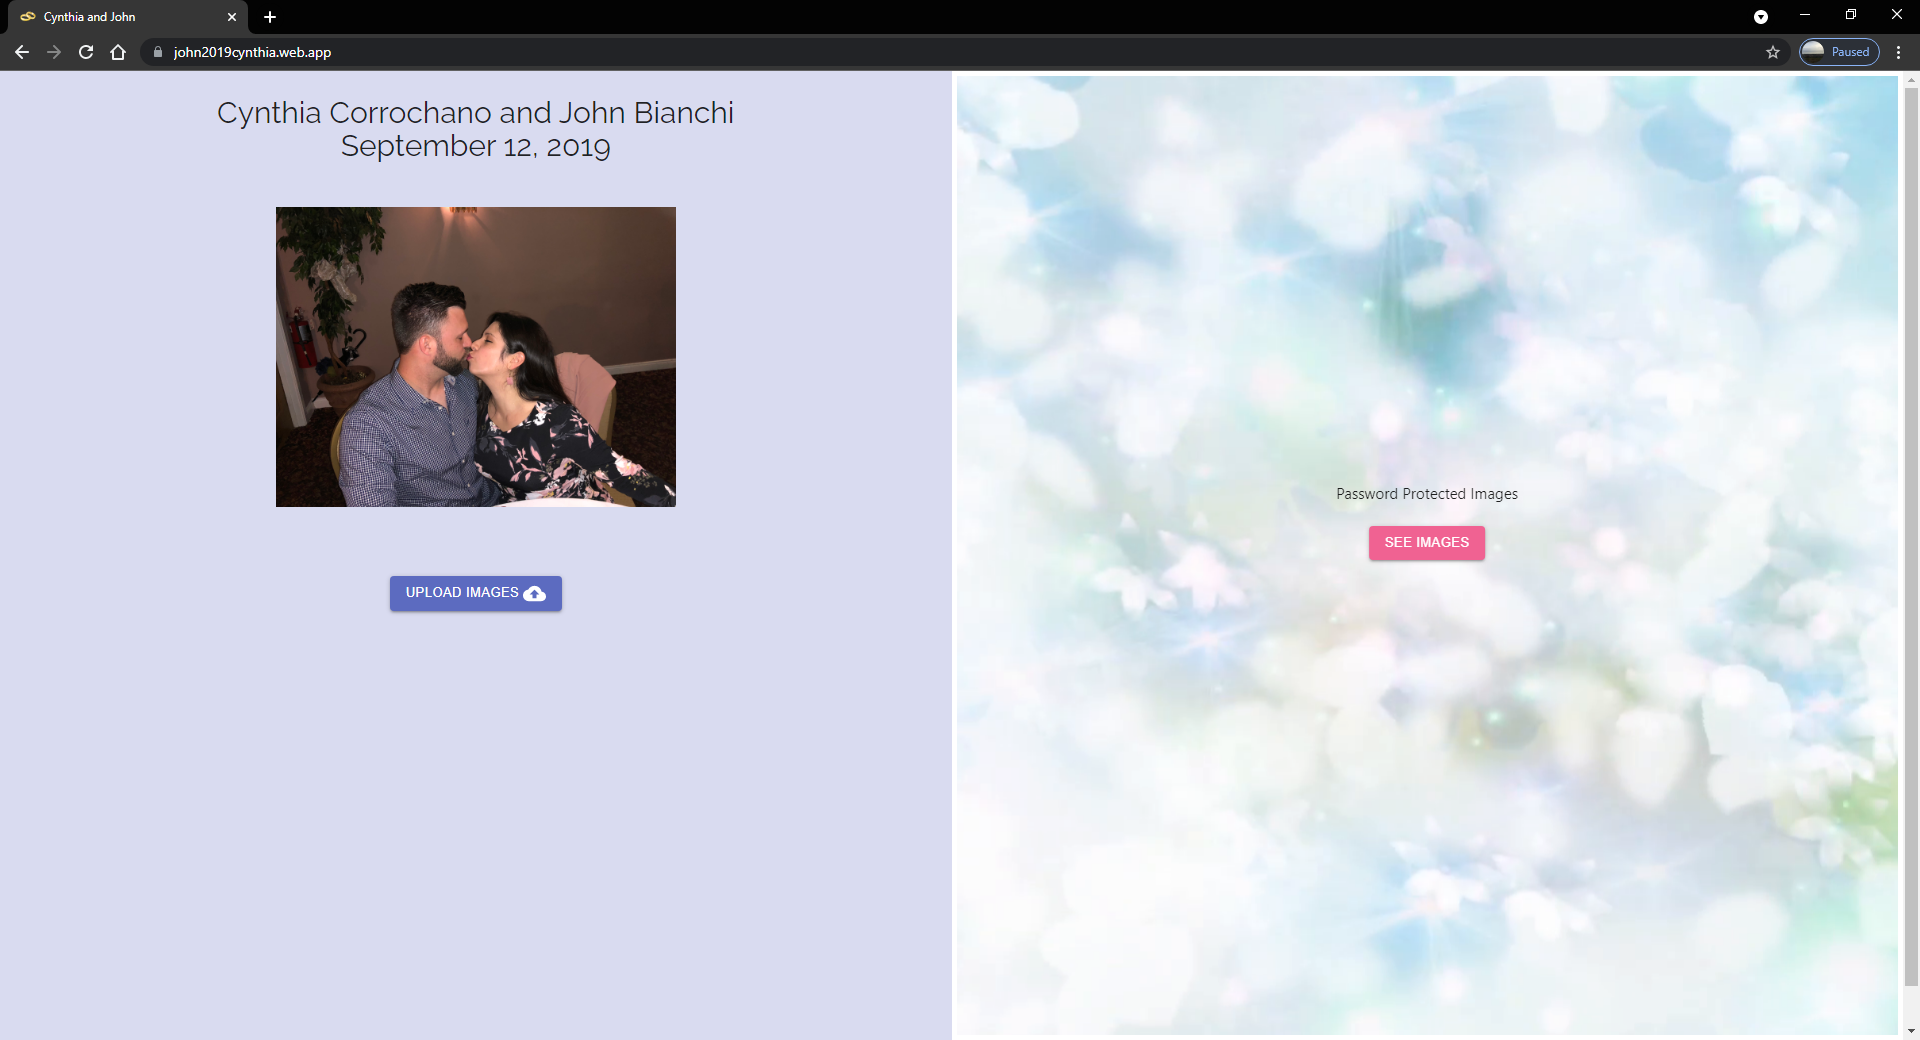 Cynthia and John
john2019cynthia.web.app
Paused
Cynthia Corrochano and John Bianchi
September 12, 2019
UPLOAD IMAGES
Password Protected Images
SEE IMAGES